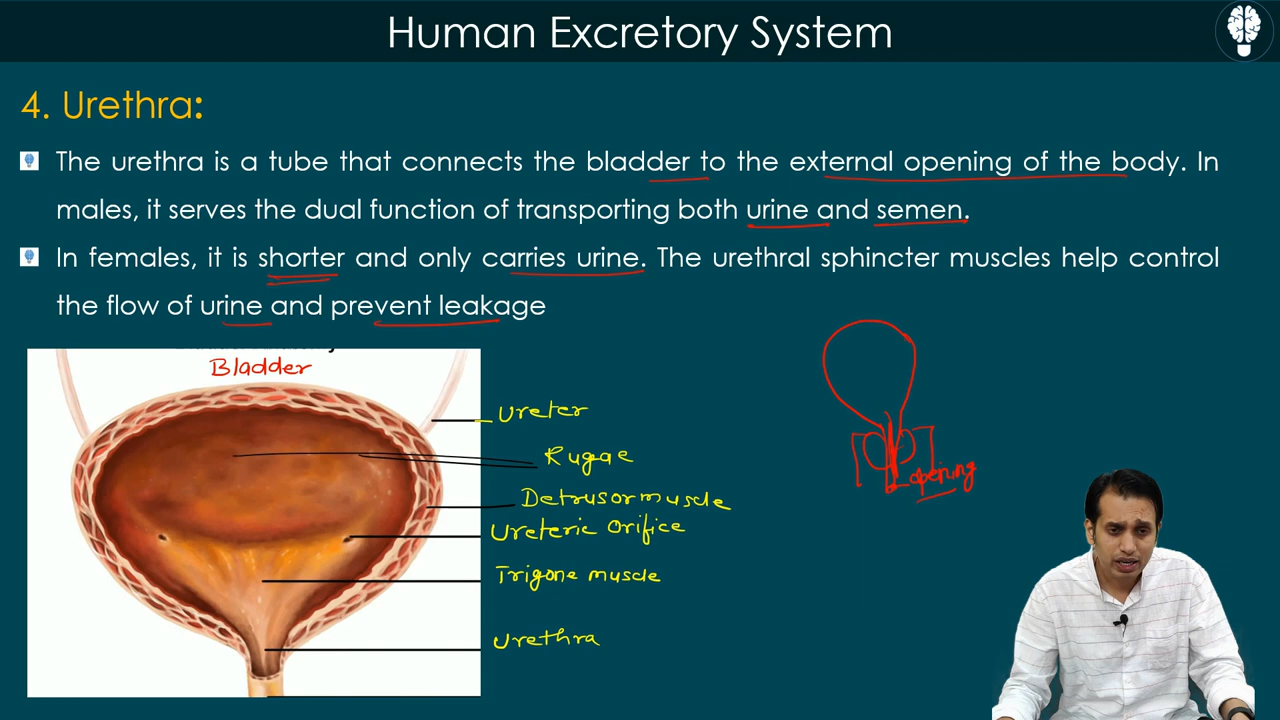 Human Excretory System
4. Urethra:
The urethra is a tube that connects the bladder to the external opening of the body. In
males, it serves the dual function of transporting both urine and semen.
In females, it is shorter and only carries urine. The urethral sphincter muscles help control
the flow of urine and prevent leakage
Bladder
Ureter
Rugae
Detrusor muscle
Ureteric Orifice
Trigone muscle
Urethra
opening